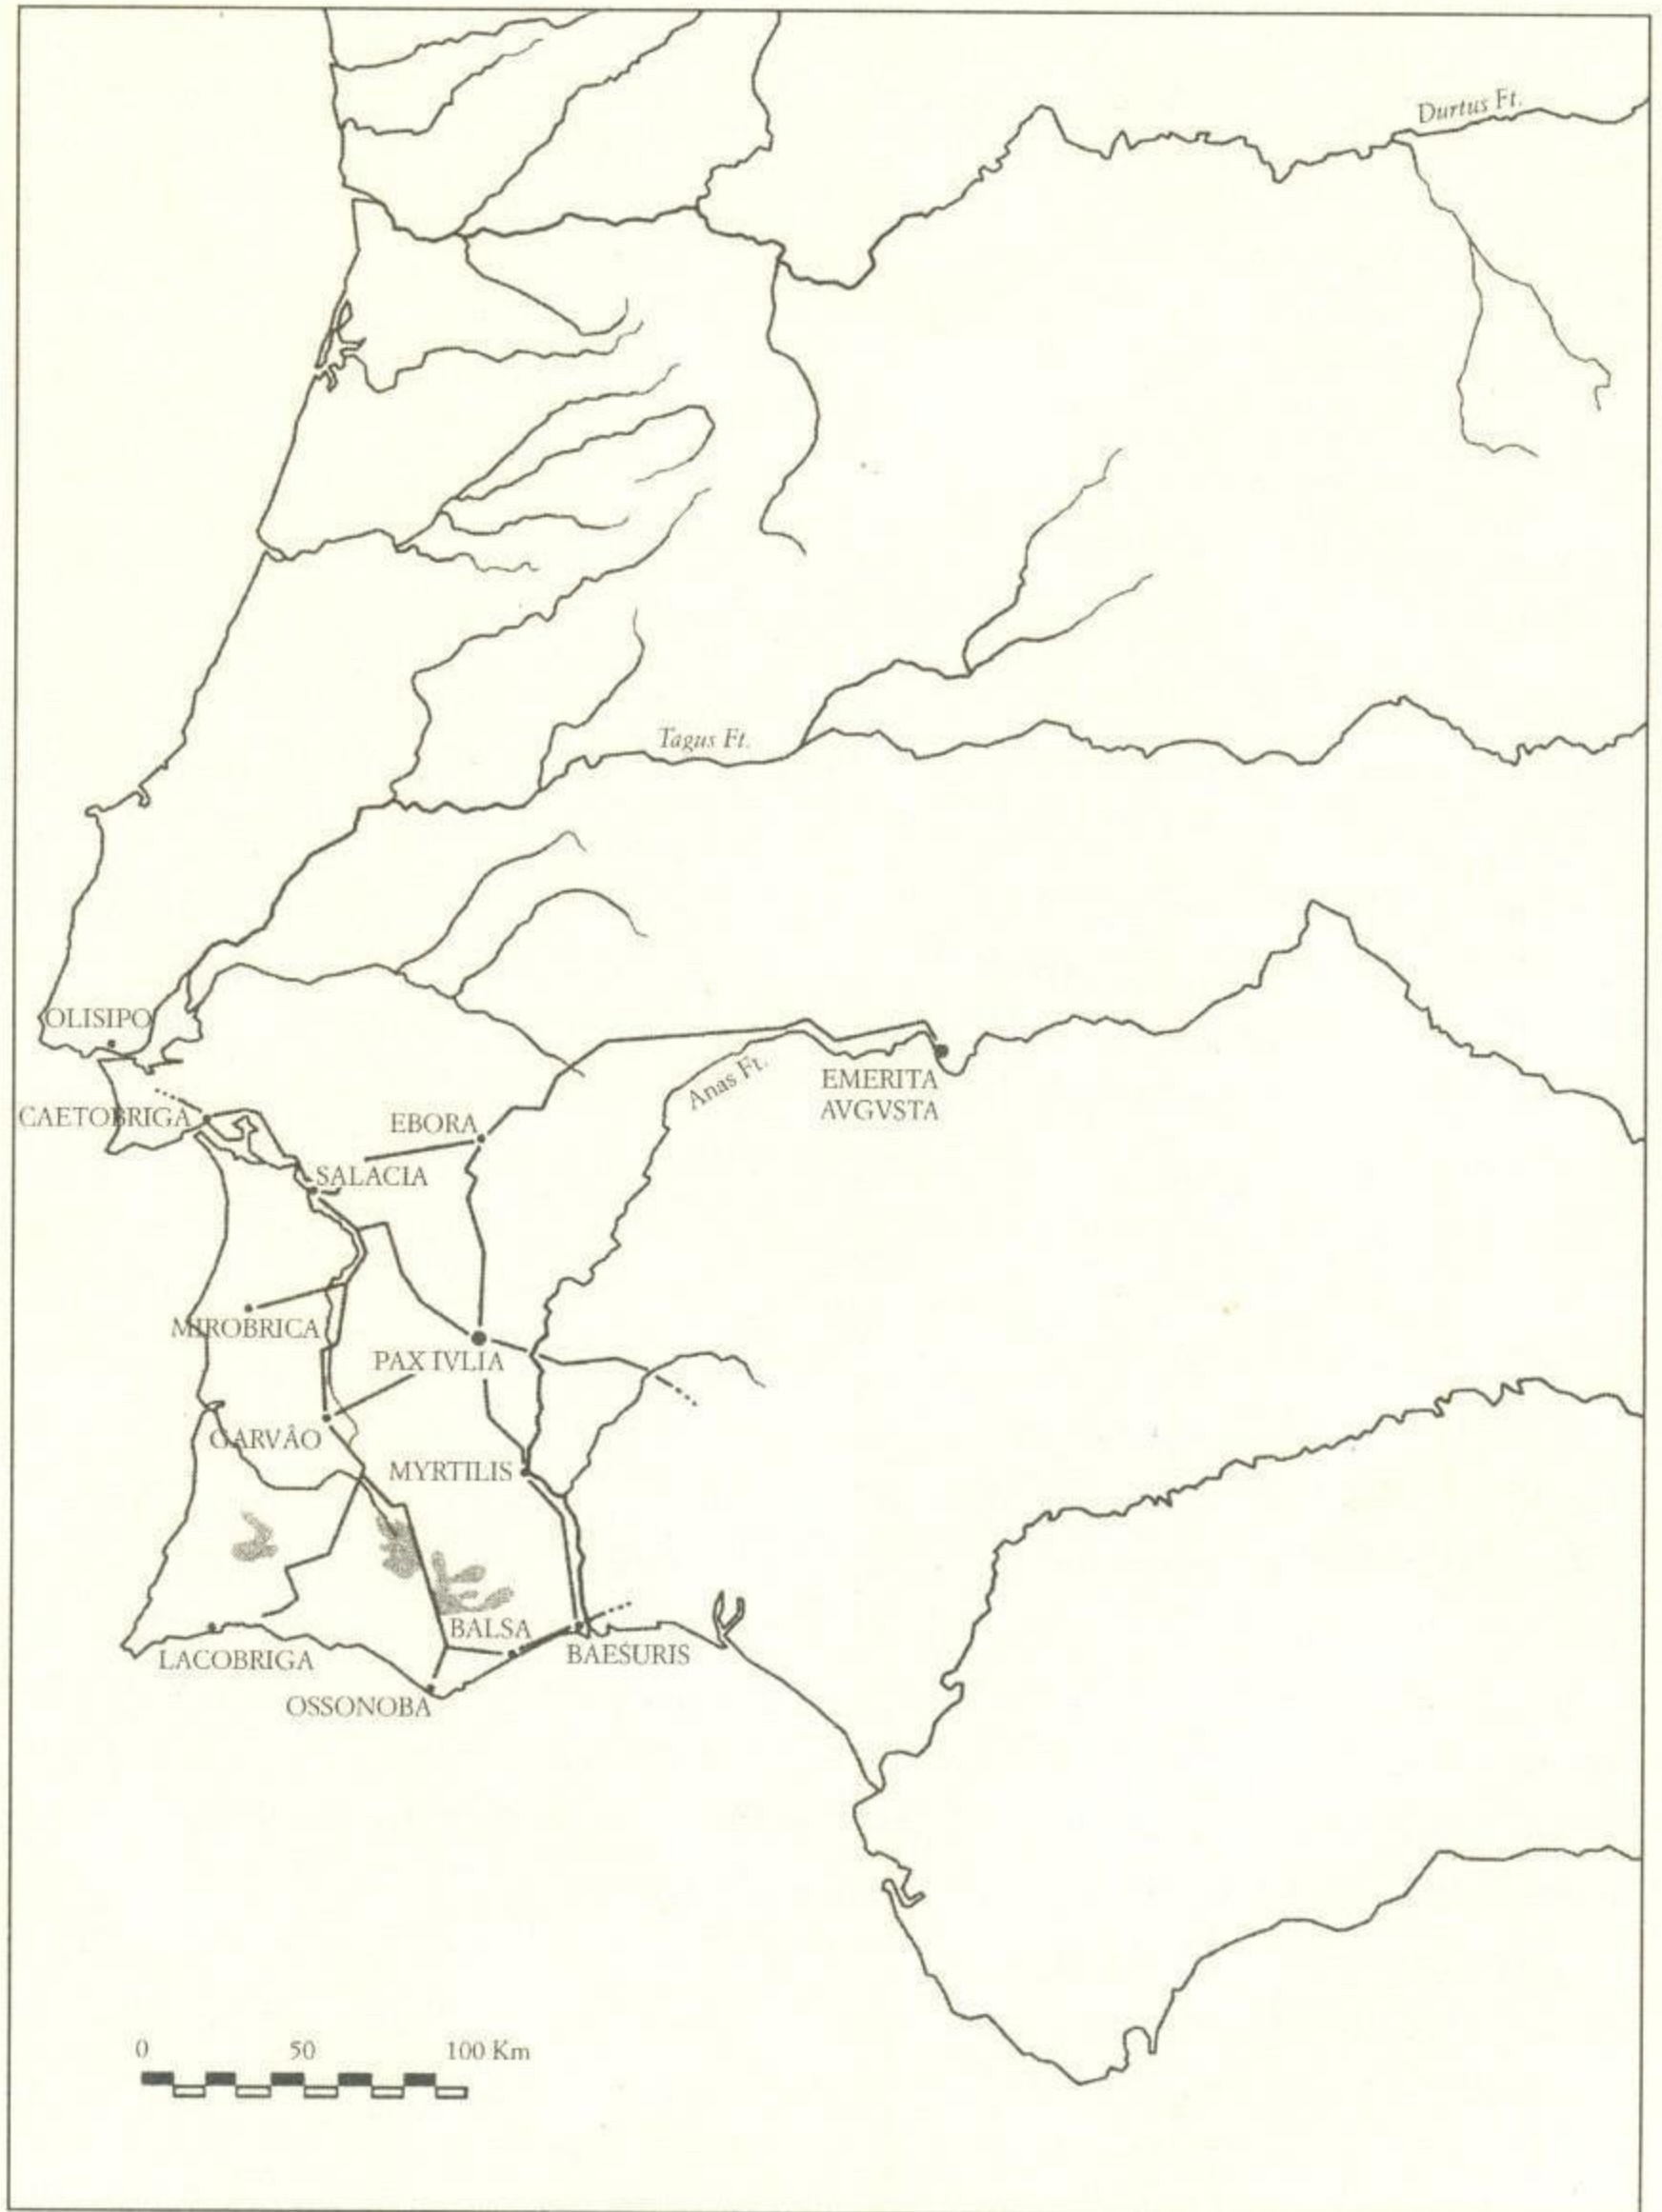 Durtus Ft.
Tagus Ft.
OLISIPO
Anas Ft.
EMERITA
AVGVSTA
CAETOBRIGA
EBORA
SALACIA
MIROBRICA
PAX IVLIA
GARVÂO
MYRTILIS
BALSA
BAESURIS
LACOBRIGA
OSSONOBA
0 50 100 Km